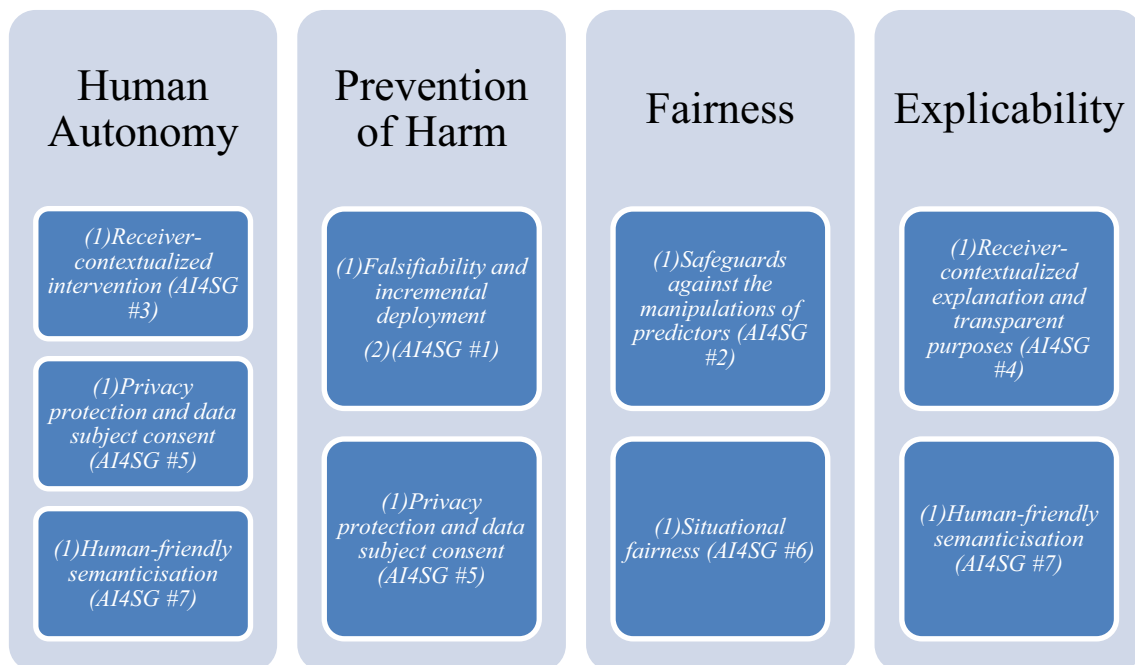 Human
Autonomy
(1)Receiver-
contextualized
intervention (AI4SG
#3)
(1)Privacy
protection and data
subject consent
(AI4SG #5)
(1)Human-friendly
semanticisation
(AI4SG #7)
Prevention
of Harm
(1)Falsifiability and
incremental
deployment
(2)(AI4SG #1)
(1)Privacy
protection and data
subject consent
(AI4SG #5)
Fairness
(1)Safeguards
against the
manipulations of
predictors (AI4SG
#2)
(1)Situational
fairness (AI4SG #6)
Explicability
(1)Receiver-
contextualized
explanation and
transparent
purposes (AI4SG
#4)
(1)Human-friendly
semanticisation
(AI4SG #7)